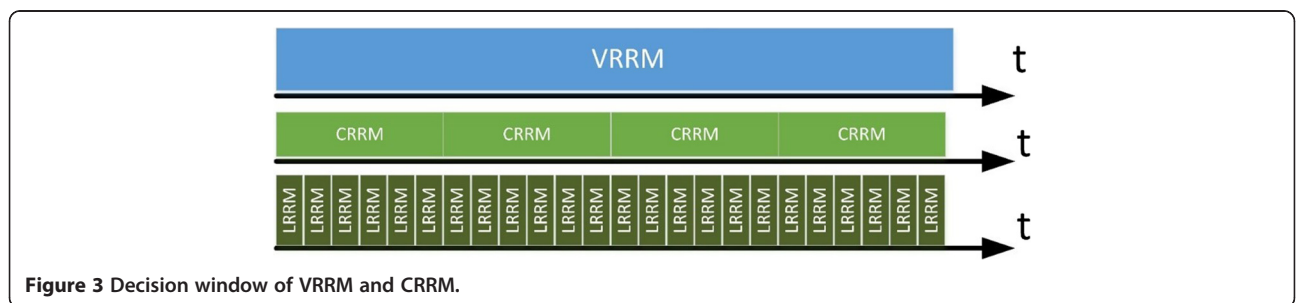 VRRM t
CRRM CRRM CRRM CRRM t
LRRM LRRM LRRM LRRM LRRM LRRM LRRM LRRM LRRM LRRM LRRM LRRM LRRM LRRM LRRM LRRM LRRM LRRM LRRM LRRM LRRM LRRM LRRM LRRM t
Figure 3 Decision window of VRRM and CRRM.